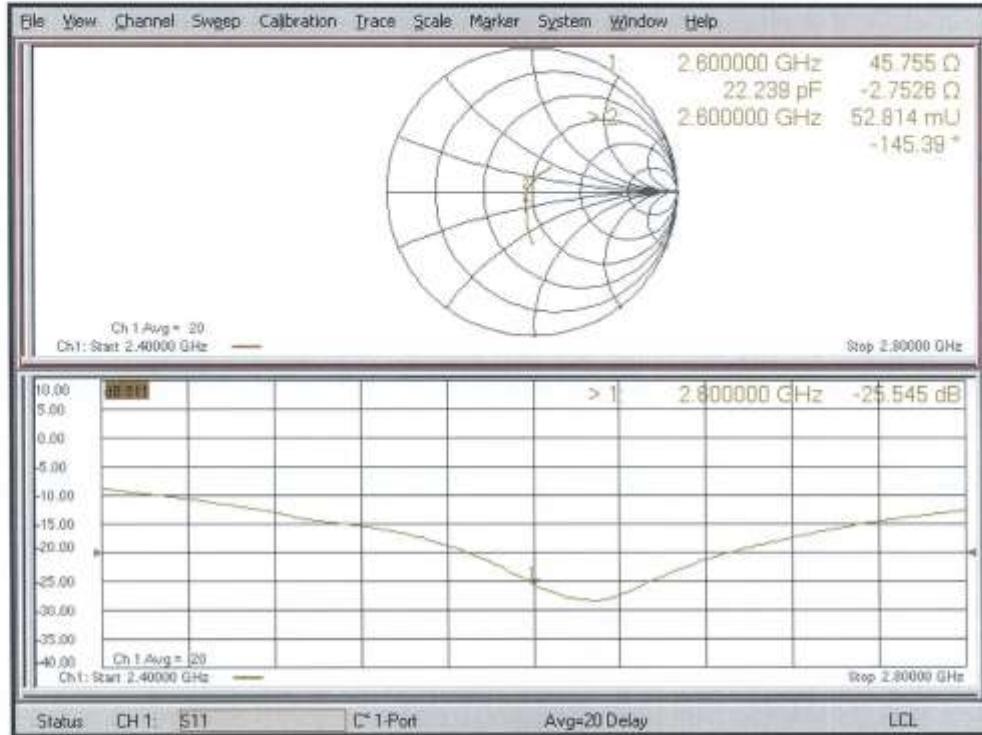 File View Channel Sweep Calibration Trace Scale Marker System Window Help
1 2.600000 GHz 45.755 Ω
22.239 pF -2.7526 Ω
> 2 2.600000 GHz 52.814 mU
-145.39 °
Ch 1 Avg = 20
Ch1: Start 2.40000 GHz
Stop 2.80000 GHz
10.00
5.00
0.00
-5.00
-10.00
-15.00
-20.00
-25.00
-30.00
-35.00
-40.00
> 1 2.600000 GHz -25.545 dB
1
Ch 1 Avg = 20
Ch1: Start 2.40000 GHz
Stop 2.80000 GHz
Status CH 1: S11 C* 1-Port Avg=20 Delay LCL